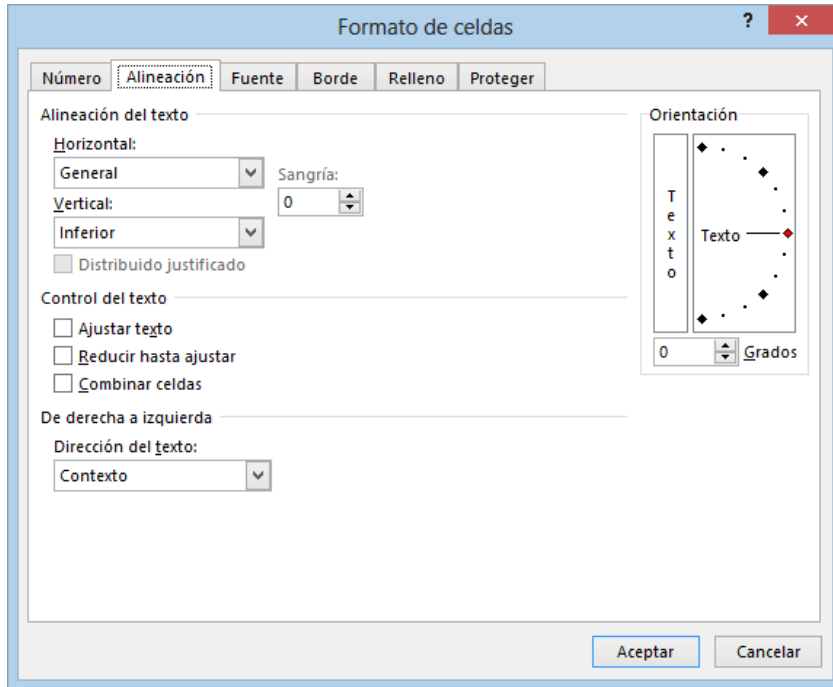 Formato de celdas
?
Número Alineación Fuente Borde Relleno Proteger
Alineación del texto
Horizontal:
General
Sangría:
0
Vertical:
Inferior
Distribuido justificado
Control del texto
Ajustar texto
Reducir hasta ajustar
Combinar celdas
De derecha a izquierda
Dirección del texto:
Contexto
Orientación
T
e
x
t
o
Texto
0 Grados
Aceptar Cancelar